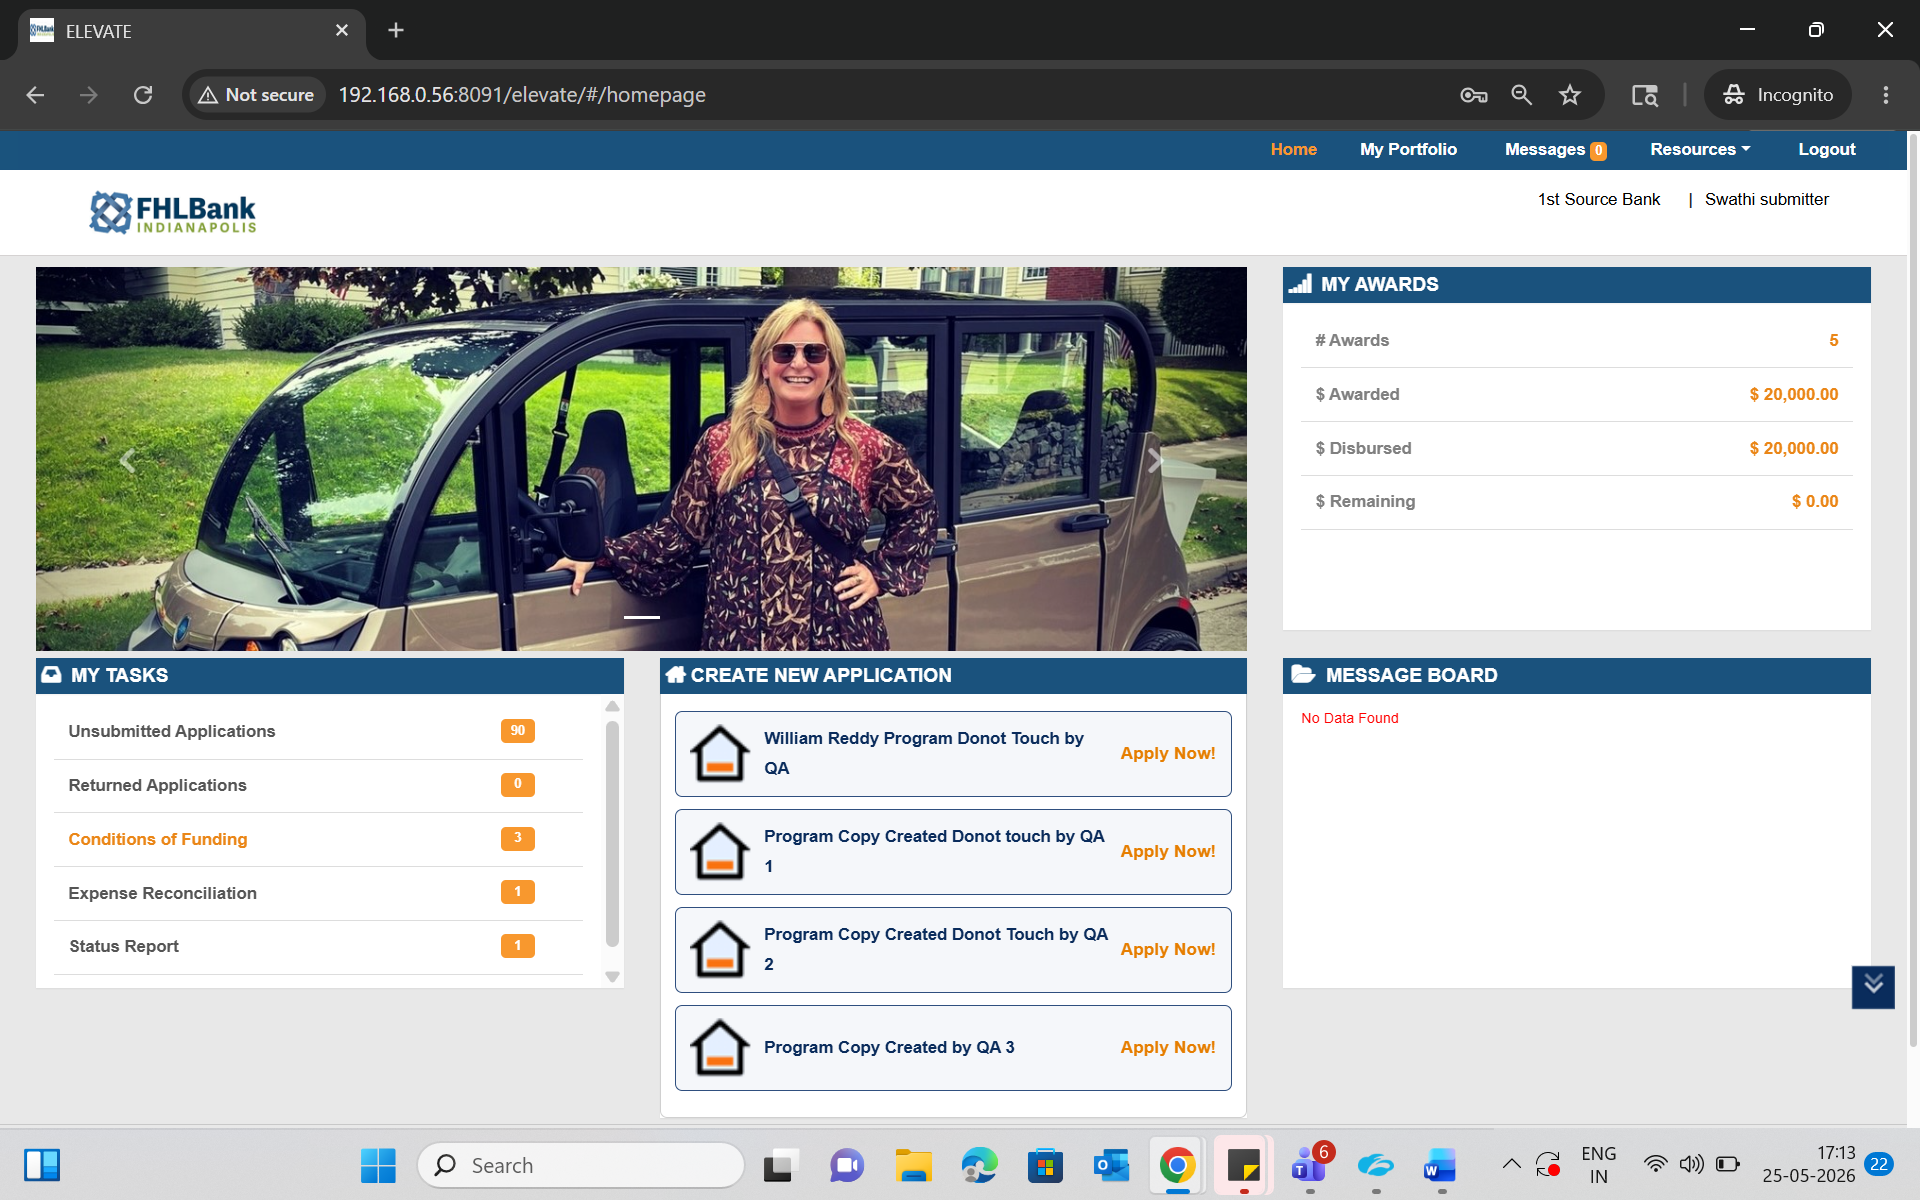 ELEVATE
Not secure
192.168.0.56:8091/elevate/#/homepage
Incognito
Home
My Portfolio
Messages 0
Resources
Logout
FHLBank
INDIANAPOLIS
1st Source Bank | Swathi submitter
MY AWARDS
# Awards 5
$ Awarded $ 20,000.00
$ Disbursed $ 20,000.00
$ Remaining $ 0.00
MY TASKS
Unsubmitted Applications 90
Returned Applications 0
Conditions of Funding 3
Expense Reconciliation 1
Status Report 1
CREATE NEW APPLICATION
William Reddy Program Donot Touch by
QA
Apply Now!
Program Copy Created Donot touch by QA
1
Apply Now!
Program Copy Created Donot Touch by QA
2
Apply Now!
Program Copy Created by QA 3
Apply Now!
MESSAGE BOARD
No Data Found
Search
6
ENG
IN
17:13
25-05-2026
22